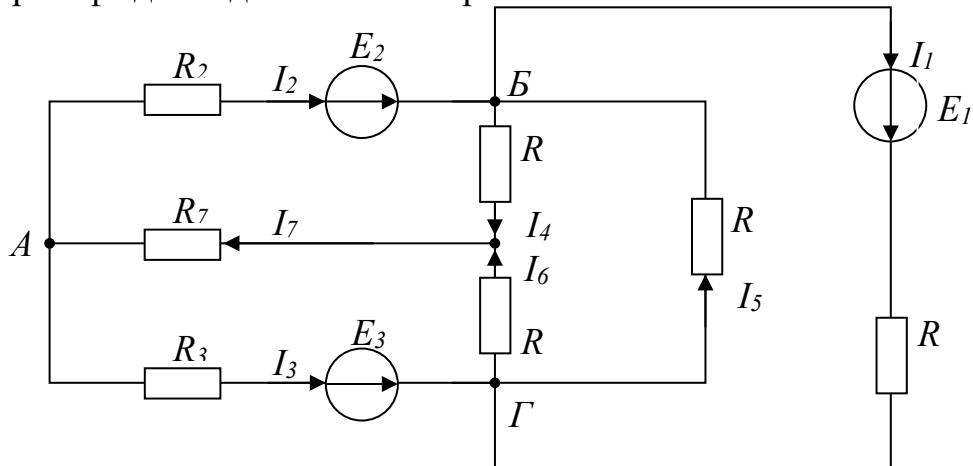 R2 I2 E2 Б I1
E1
R
A R7 I7 I4 R
I6 I5
R3 I3 E3 R R
Г